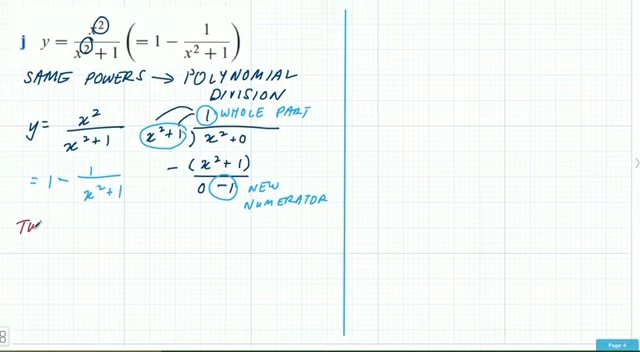 j y = x² / x² + 1 (= 1 − 1 / x² + 1)
SAME POWERS → POLYNOMIAL
DIVISION
1 WHOLE PART
y = x² / x² + 1 x² + 1 ) x² + 0
− (x² + 1)
= 1 − 1 / x² + 1 0 − 1 NEW
NUMERATOR
Page 4